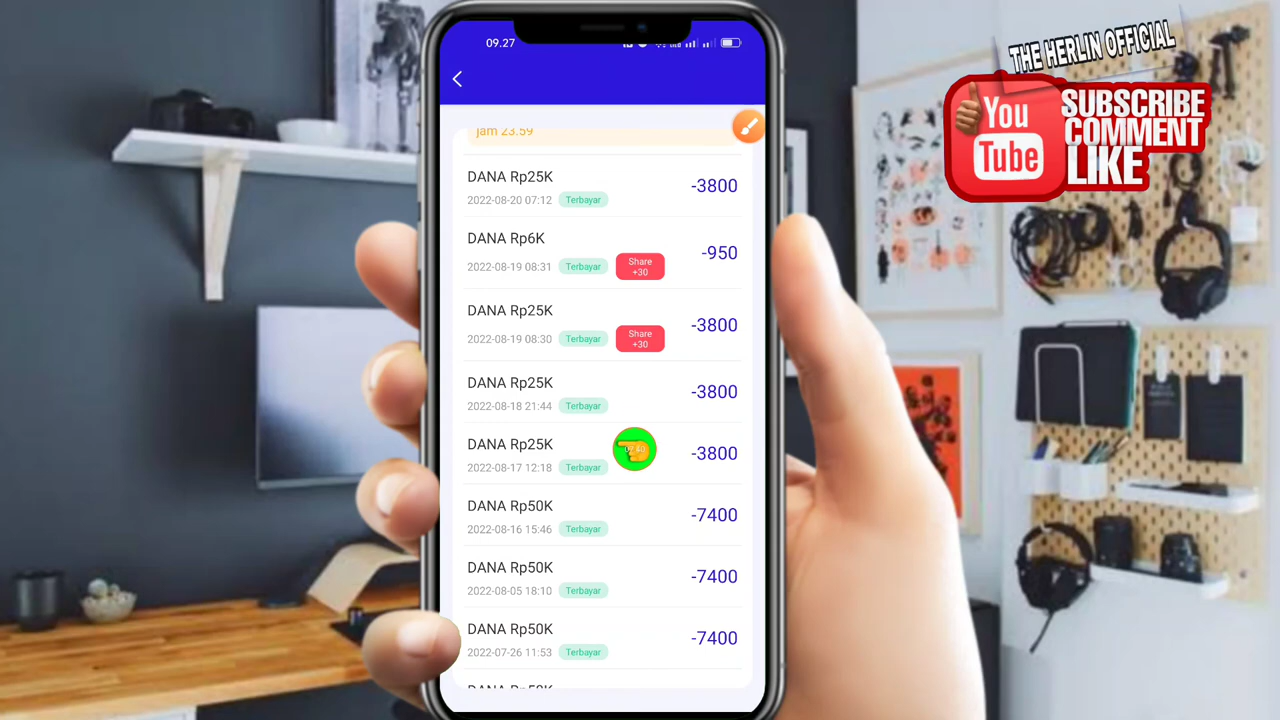 09.27
jam 23.59
DANA Rp25K
-3800
2022-08-20 07:12 Terbayar
DANA Rp6K
-950
2022-08-19 08:31 Terbayar Share +30
DANA Rp25K
-3800
2022-08-19 08:30 Terbayar Share +30
DANA Rp25K
-3800
2022-08-18 21:44 Terbayar
DANA Rp25K
-3800
2022-08-17 12:18 Terbayar
DANA Rp50K
-7400
2022-08-16 15:46 Terbayar
DANA Rp50K
-7400
2022-08-05 18:10 Terbayar
DANA Rp50K
-7400
2022-07-26 11:53 Terbayar
THE HERLIN OFFICIAL
You
Tube
SUBSCRIBE
COMMENT
LIKE